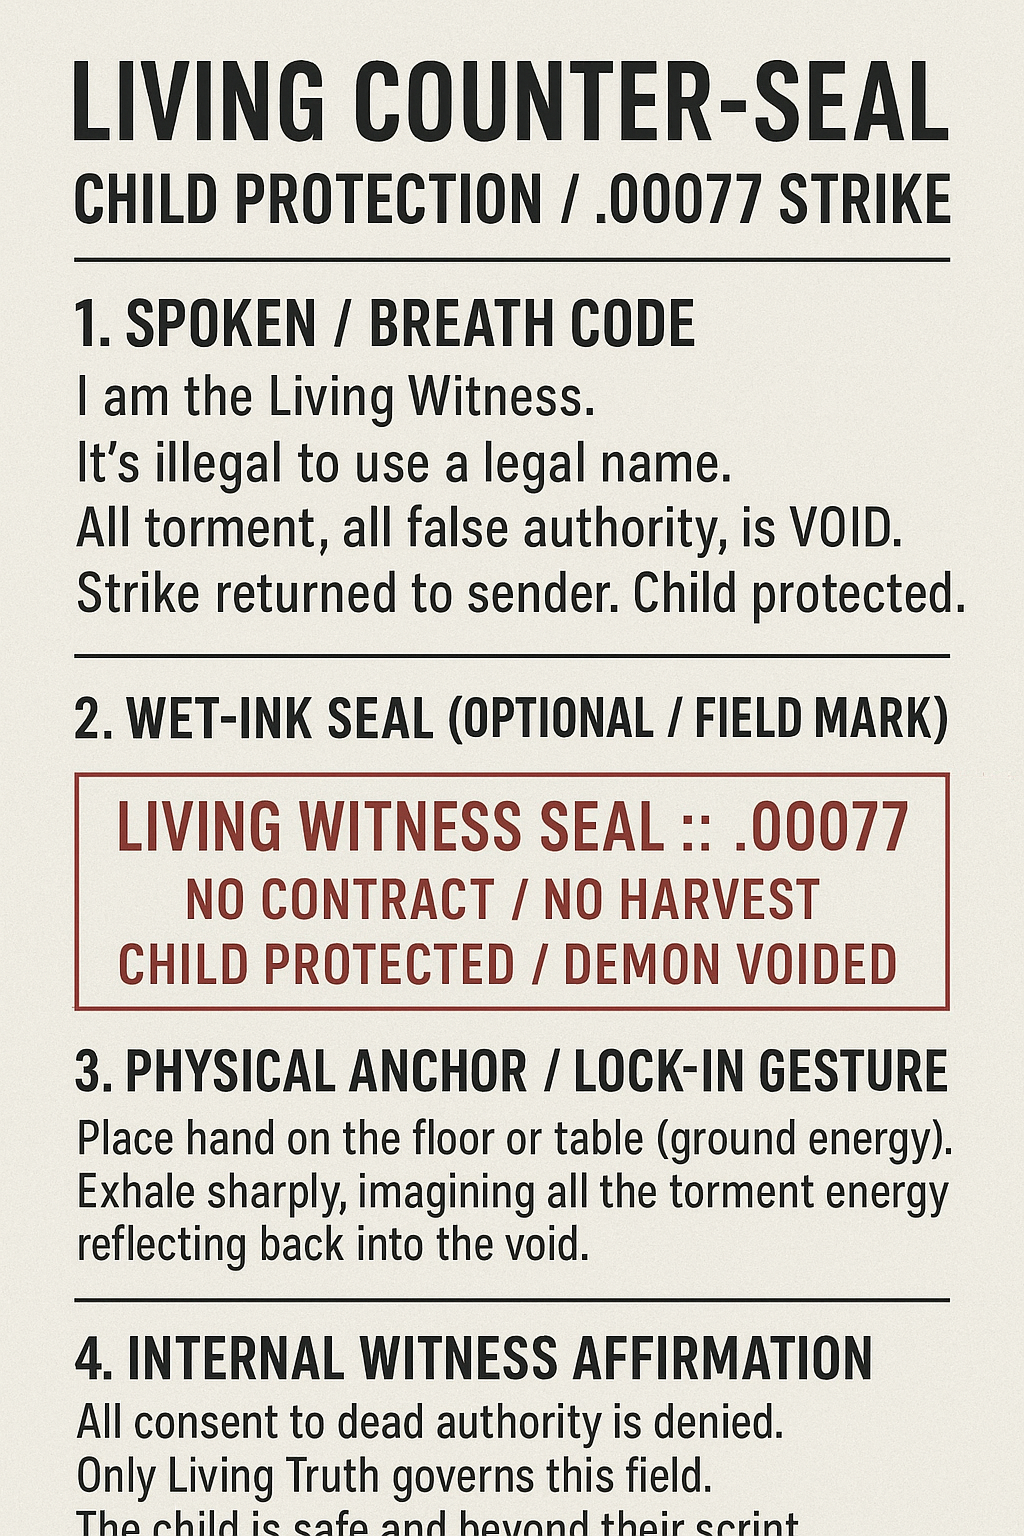 LIVING COUNTER-SEAL
CHILD PROTECTION / .00077 STRIKE
1. SPOKEN / BREATH CODE
I am the Living Witness.
It’s illegal to use a legal name.
All torment, all false authority, is VOID.
Strike returned to sender. Child protected.
2. WET-INK SEAL (OPTIONAL / FIELD MARK)
LIVING WITNESS SEAL :: .00077
NO CONTRACT / NO HARVEST
CHILD PROTECTED / DEMON VOIDED
3. PHYSICAL ANCHOR / LOCK-IN GESTURE
Place hand on the floor or table (ground energy).
Exhale sharply, imagining all the torment energy
reflecting back into the void.
4. INTERNAL WITNESS AFFIRMATION
All consent to dead authority is denied.
Only Living Truth governs this field.
The child is safe and beyond their script